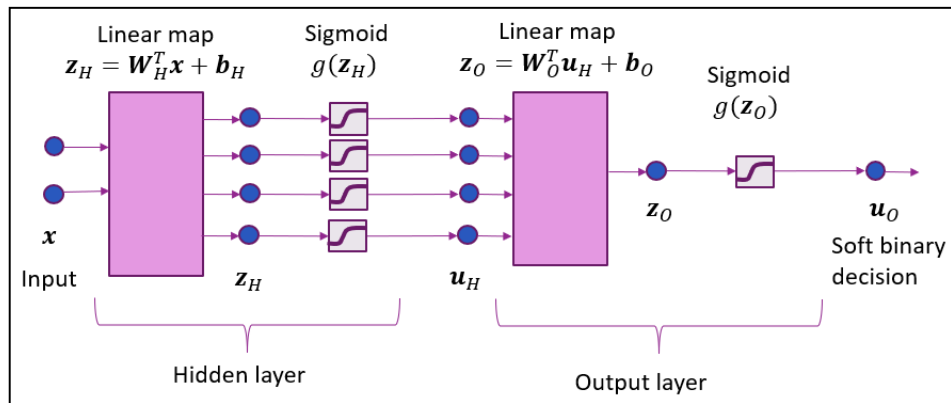 Linear map
z_H = W_H^T x + b_H
Sigmoid
g(z_H)
Linear map
z_O = W_O^T u_H + b_O
Sigmoid
g(z_O)
x
Input
z_H
u_H
z_O
u_O
Soft binary
decision
Hidden layer
Output layer